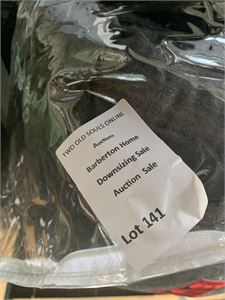 TWO OLD SOULS ONLINE
Auctions
Barberton Home
Downsizing Sale
Auction Sale
Lot 141